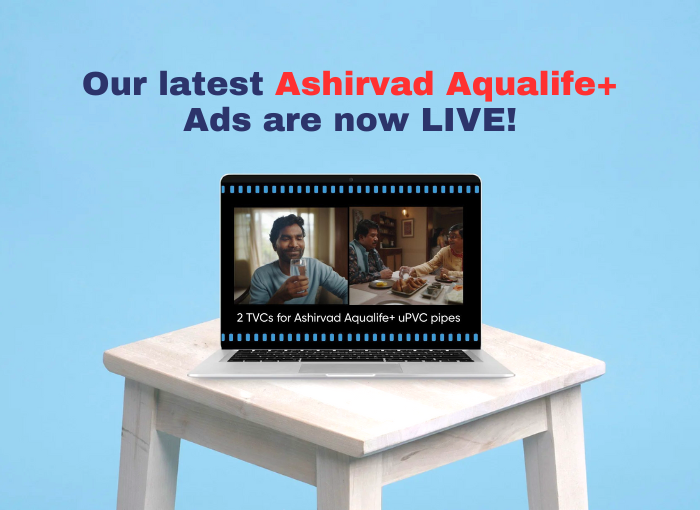 Our latest Ashirvad Aqualife+
Ads are now LIVE!
2 TVCs for Ashirvad Aqualife+ uPVC pipes